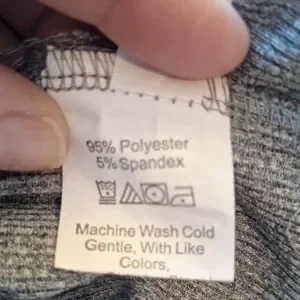 95% Polyester
5% Spandex
Machine Wash Cold
Gentle, With Like
Colors,